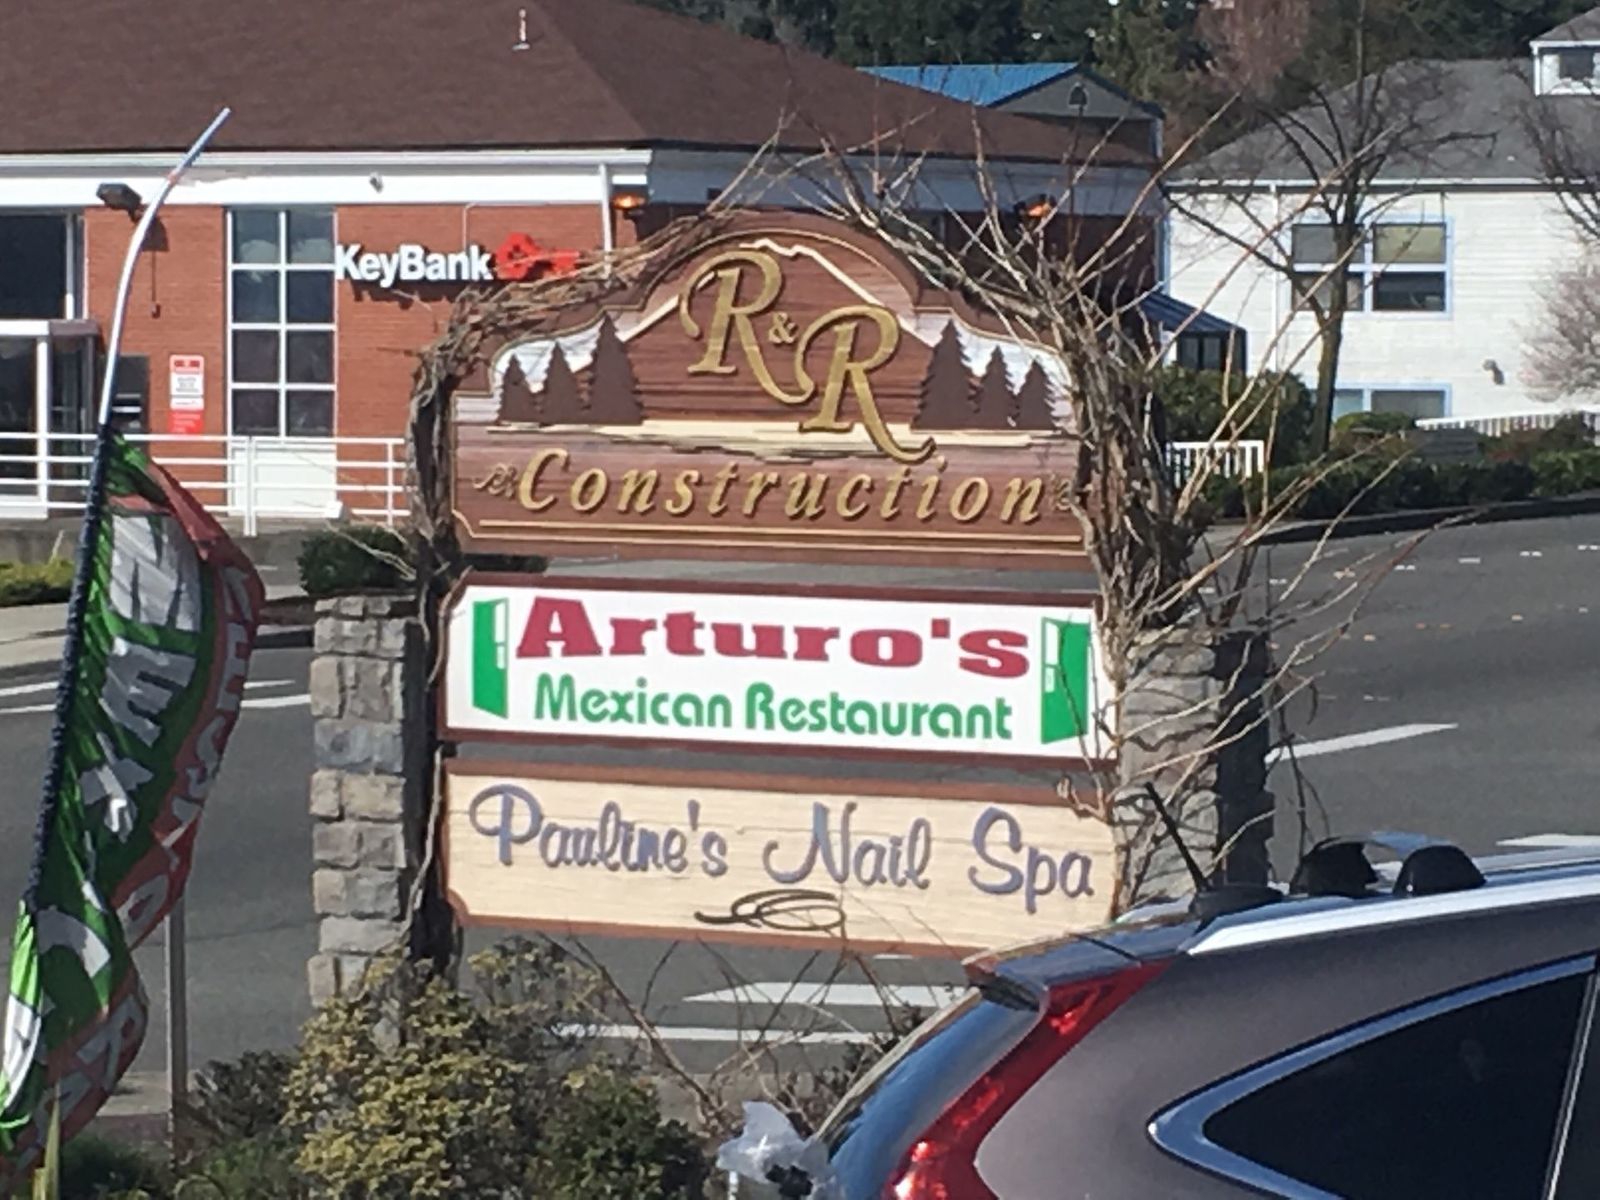 KeyBank
R&R
Construction
Arturo's
Mexican Restaurant
Pauline's Nail Spa